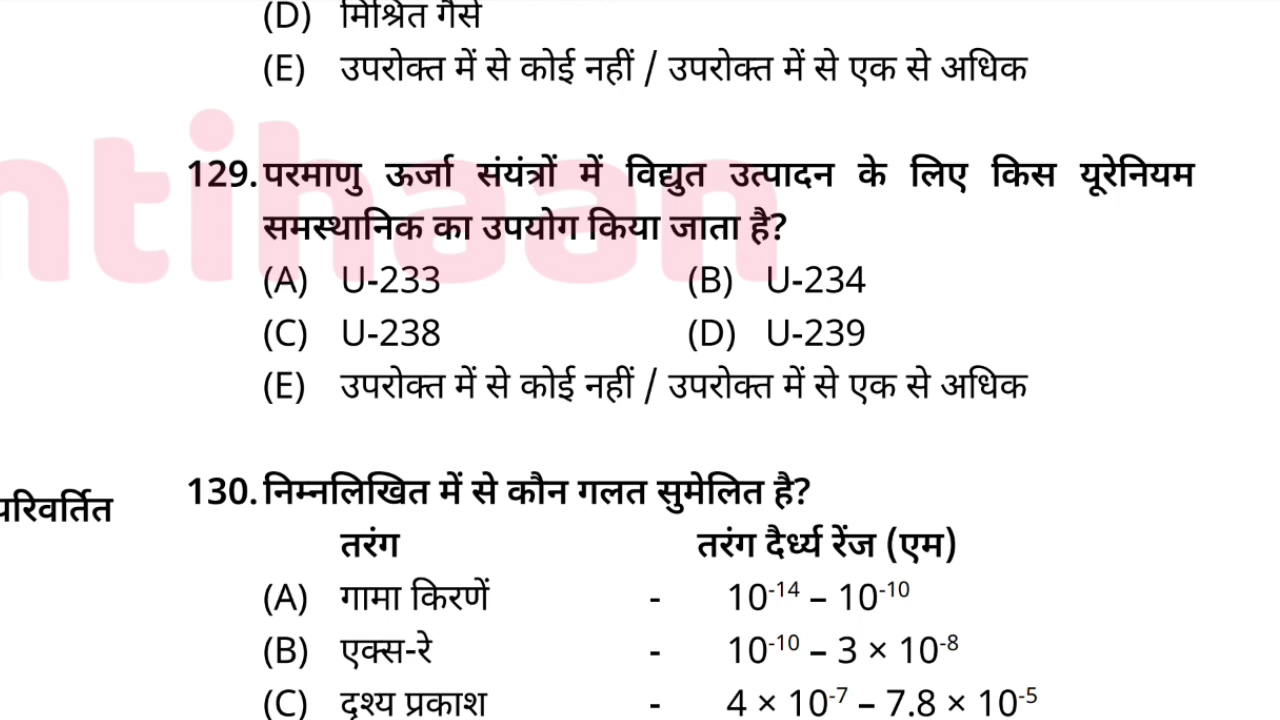 (D) मिश्रित गैसें
(E) उपरोक्त में से कोई नहीं / उपरोक्त में से एक से अधिक
ntihaan
129. परमाणु ऊर्जा संयंत्रों में विद्युत उत्पादन के लिए किस यूरेनियम
समस्थानिक का उपयोग किया जाता है?
(A) U-233 (B) U-234
(C) U-238 (D) U-239
(E) उपरोक्त में से कोई नहीं / उपरोक्त में से एक से अधिक
परिवर्तित
130. निम्नलिखित में से कौन गलत सुमेलित है?
तरंग तरंग दैर्ध्य रेंज (एम)
(A) गामा किरणें - 10⁻¹⁴ – 10⁻¹⁰
(B) एक्स-रे - 10⁻¹⁰ – 3 × 10⁻⁸
(C) दृश्य प्रकाश - 4 × 10⁻⁷ – 7.8 × 10⁻⁵